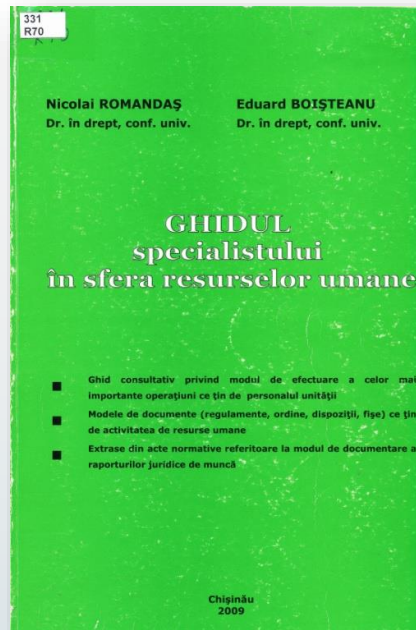 331
R70
Nicolai ROMANDAŞ
Eduard BOIŞTEANU
Dr. în drept, conf. univ.
Dr. în drept, conf. univ.
GHIDUL
specialistului
în sfera resurselor umane
■ Ghid consultativ privind modul de efectuare a celor mai
importante operaţiuni ce ţin de personalul unităţii
■ Modele de documente (regulamente, ordine, dispoziţii, fişe) ce ţin
de activitatea de resurse umane
■ Extrase din acte normative referitoare la modul de documentare a
raporturilor juridice de muncă
Chişinău
2009